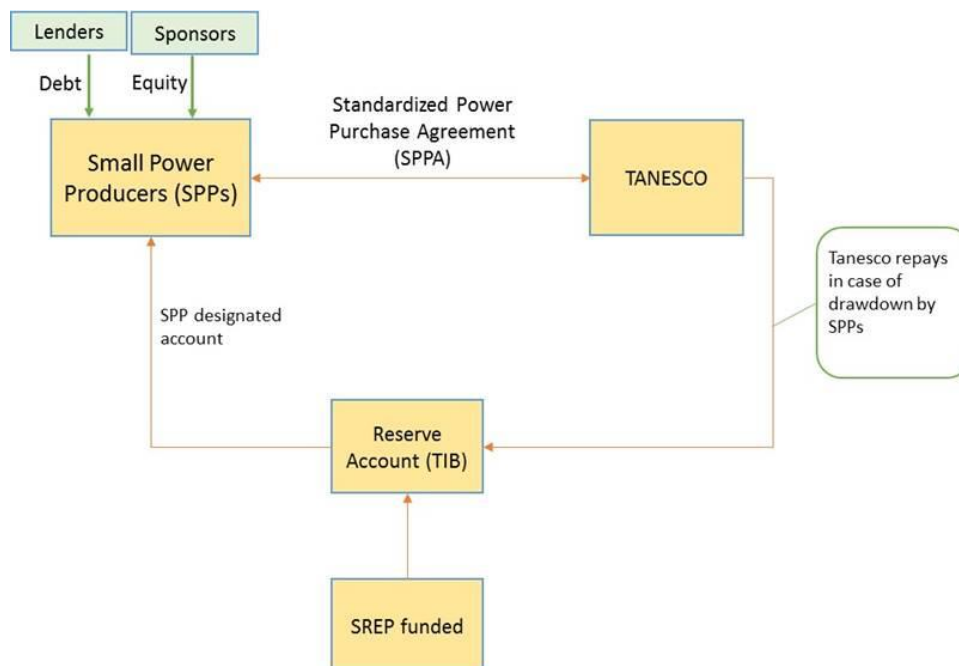 Lenders
Sponsors
Debt
Equity
Standardized Power
Purchase Agreement
(SPPA)
Small Power
Producers (SPPs)
TANESCO
Tanesco repays
in case of
drawdown by
SPPs
SPP designated
account
Reserve
Account (TIB)
SREP funded